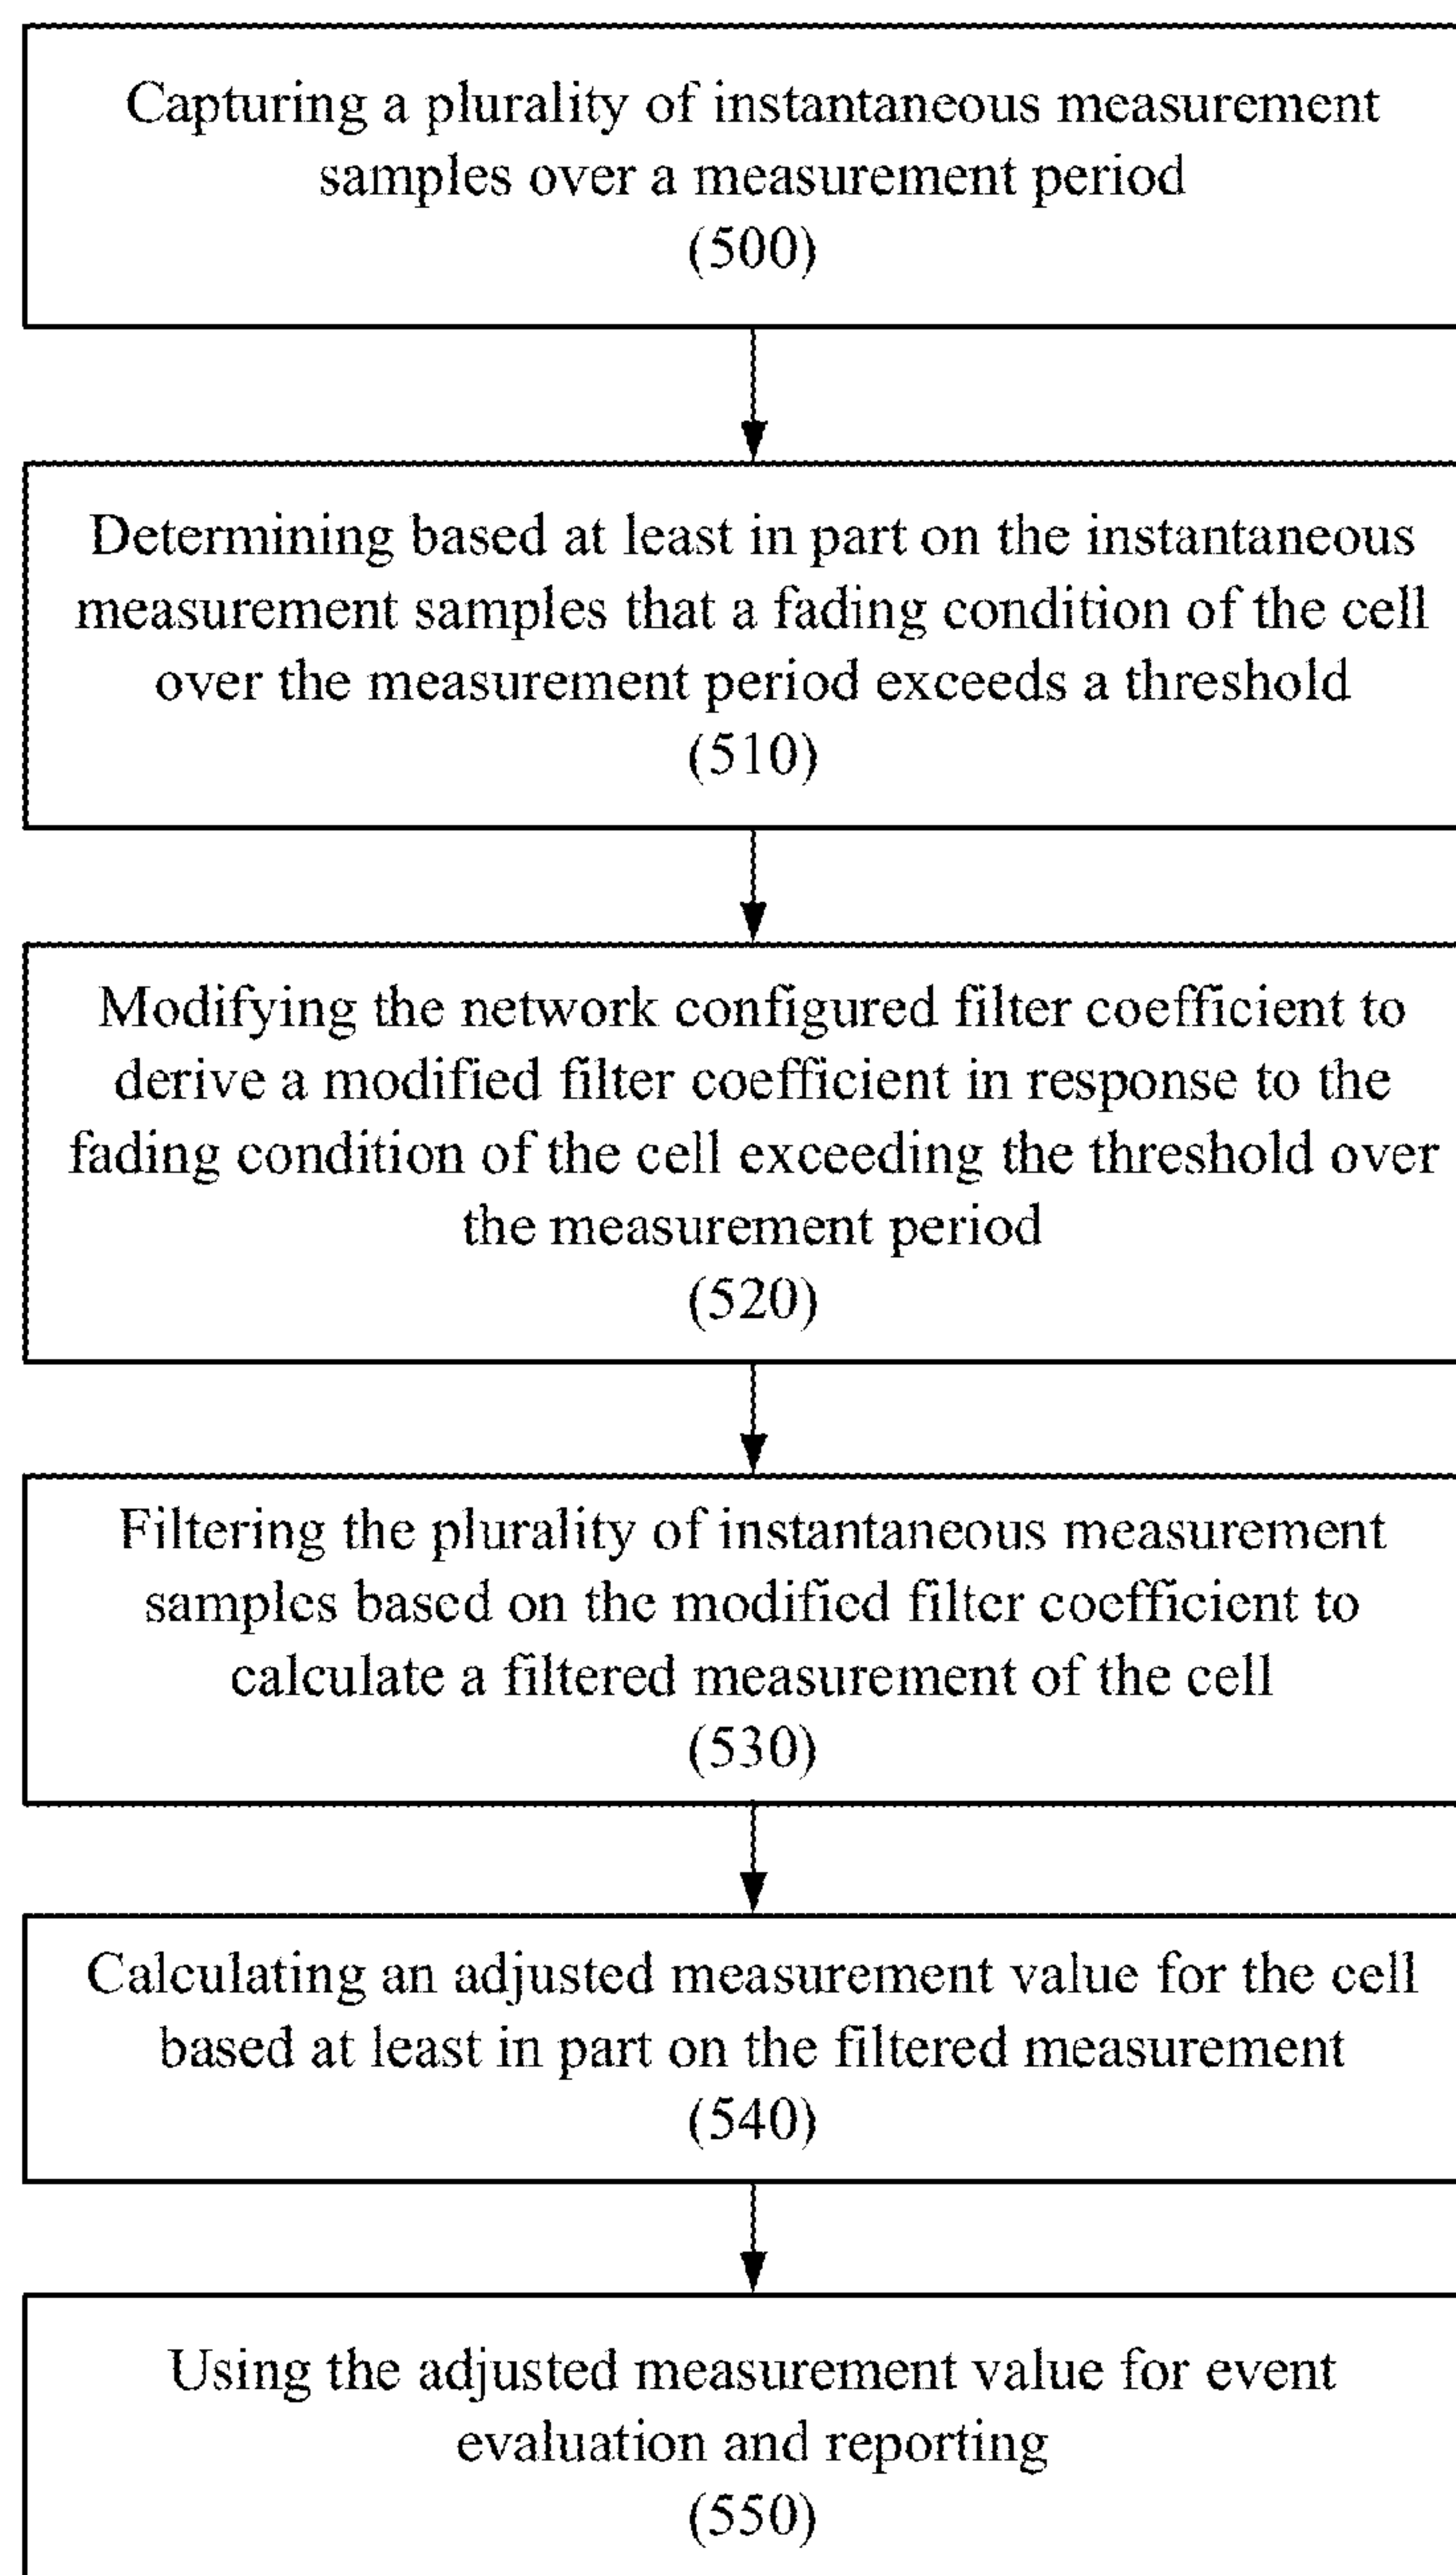 Capturing a plurality of instantaneous measurement
samples over a measurement period
(500)
Determining based at least in part on the instantaneous
measurement samples that a fading condition of the cell
over the measurement period exceeds a threshold
(510)
Modifying the network configured filter coefficient to
derive a modified filter coefficient in response to the
fading condition of the cell exceeding the threshold over
the measurement period
(520)
Filtering the plurality of instantaneous measurement
samples based on the modified filter coefficient to
calculate a filtered measurement of the cell
(530)
Calculating an adjusted measurement value for the cell
based at least in part on the filtered measurement
(540)
Using the adjusted measurement value for event
evaluation and reporting
(550)